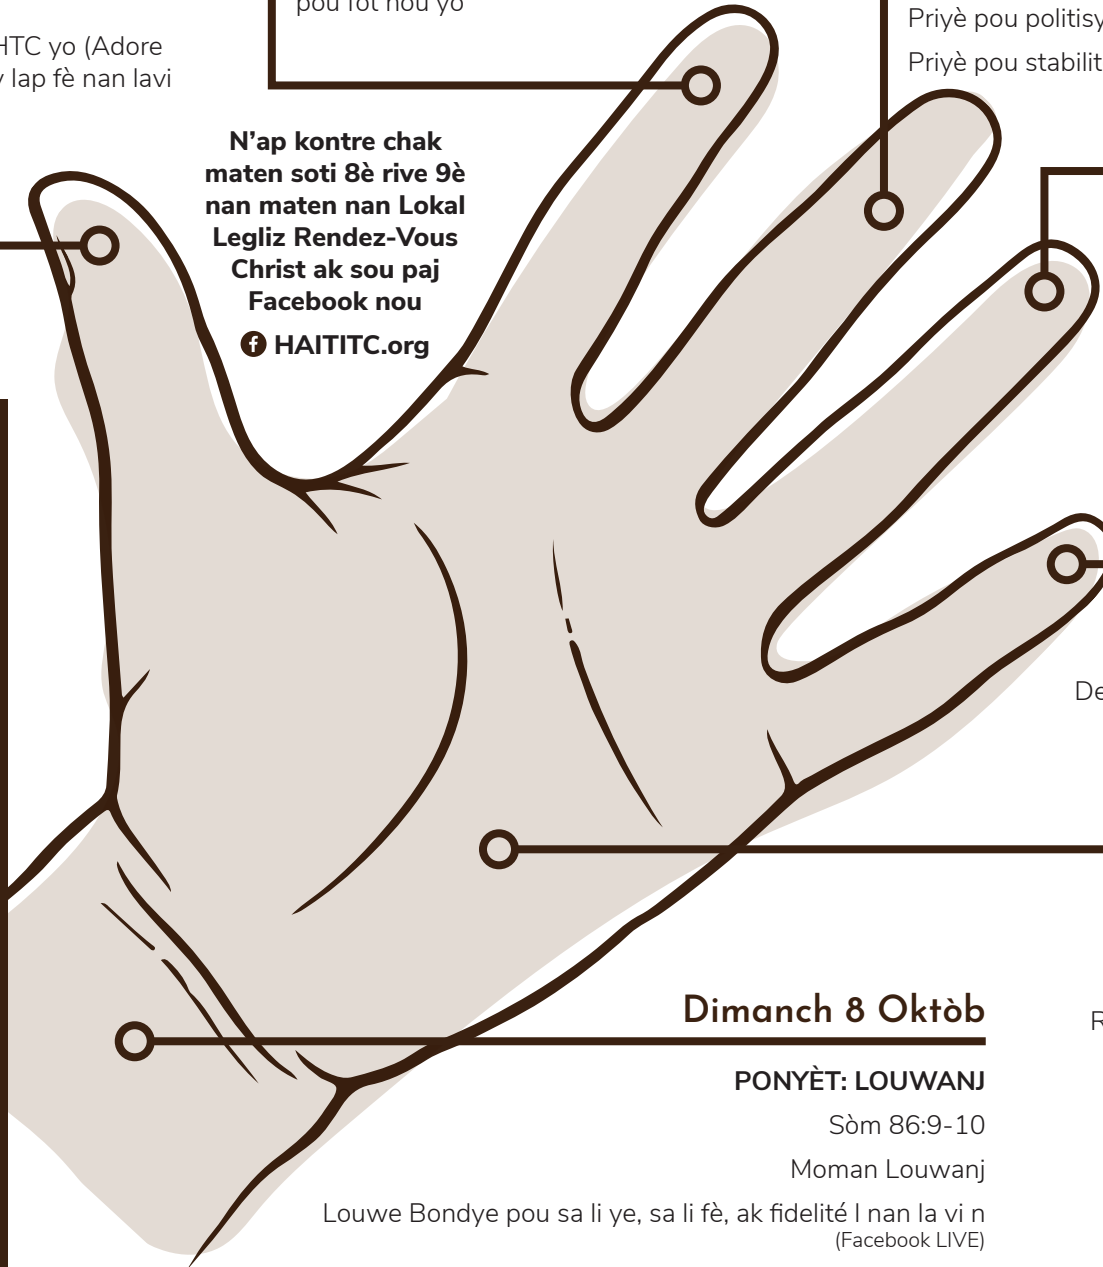 pou fòt nou yo
HTC yo (Adore
lap fè nan lavi
Priyè pou
Priyè pou
N’ap kontre chak
maten soti 8è rive 9è
nan maten nan Lokal
Legliz Rendez-Vous
Christ ak sou paj
Facebook nou
HAITITC.org
Dimanch 8 Oktòb
PONYÈT: LOUWANJ
Sòm 86:9-10
Moman Louwanj
Louwe Bondye pou sa li ye, sa li fè, ak fidelité l nan la vi n
(Facebook LIVE)